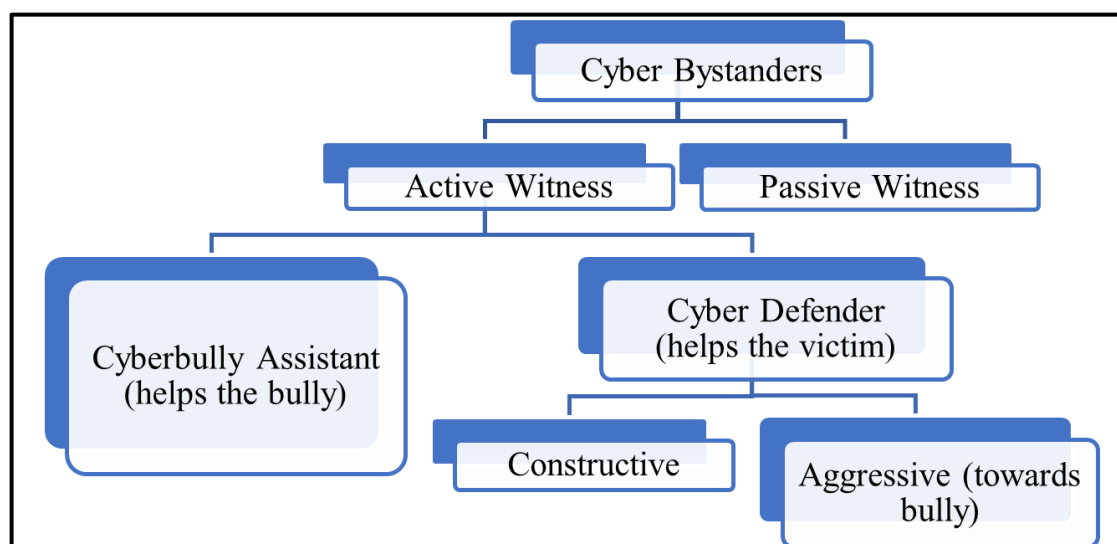 Cyber Bystanders
Active Witness
Passive Witness
Cyberbully Assistant
(helps the bully)
Cyber Defender
(helps the victim)
Constructive
Aggressive (towards
bully)